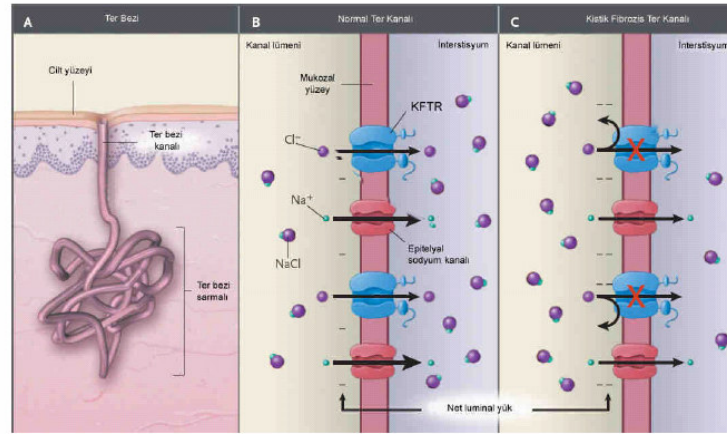 A
Ter Bezi
Cilt yüzeyi
Ter bezi
kanalı
Ter bezi
sarmalı
B
Normal Ter Kanalı
Kanal lümeni
İnterstisyum
Mukozal
yüzey
KFTR
Cl⁻
Na⁺
NaCl
Epitelyal
sodyum kanalı
Net luminal yük
C
Kistik Fibrozis Ter Kanalı
Kanal lümeni
İnterstisyum